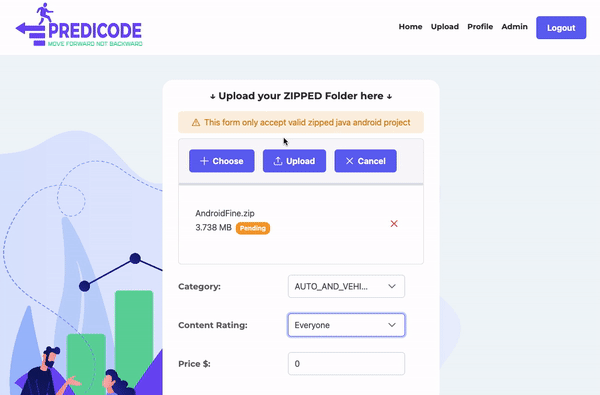 PREDICODE
MOVE FORWARD NOT BACKWARD
Home Upload Profile Admin Logout
↓ Upload your ZIPPED Folder here ↓
This form only accept valid zipped java android project
Choose Upload Cancel
AndroidFine.zip
3.738 MB Pending
Category: AUTO_AND_VEHI...
Content Rating: Everyone
Price $: 0